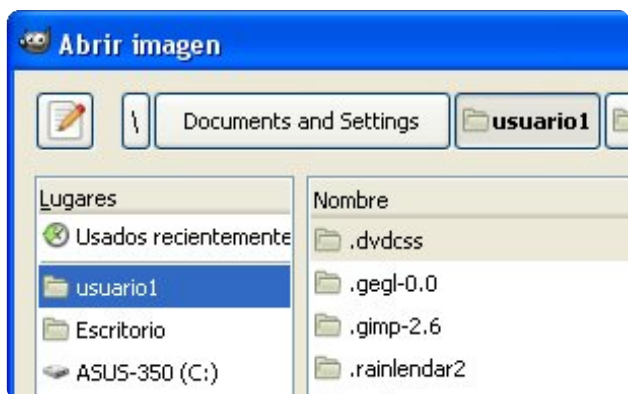 Abrir imagen
\ Documents and Settings usuario1
Lugares
Usados recientemente
usuario1
Escritorio
ASUS-350 (C:)
Nombre
.dvdcss
.gegl-0.0
.gimp-2.6
.rainlendar2